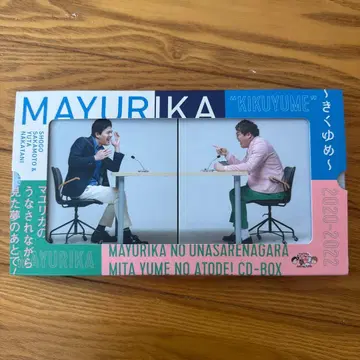 MAYURIKA
"KIKUYUME"
〜きくゆめ〜
SHOGO
SAKAMOTO &
YUTA
NAKATANI
2020-2022
マユリカの
うなされながら
見た夢のあとで!
MAYURIKA
MAYURIKA NO UNASARENAGARA
MITA YUME NO ATODE! CD-BOX